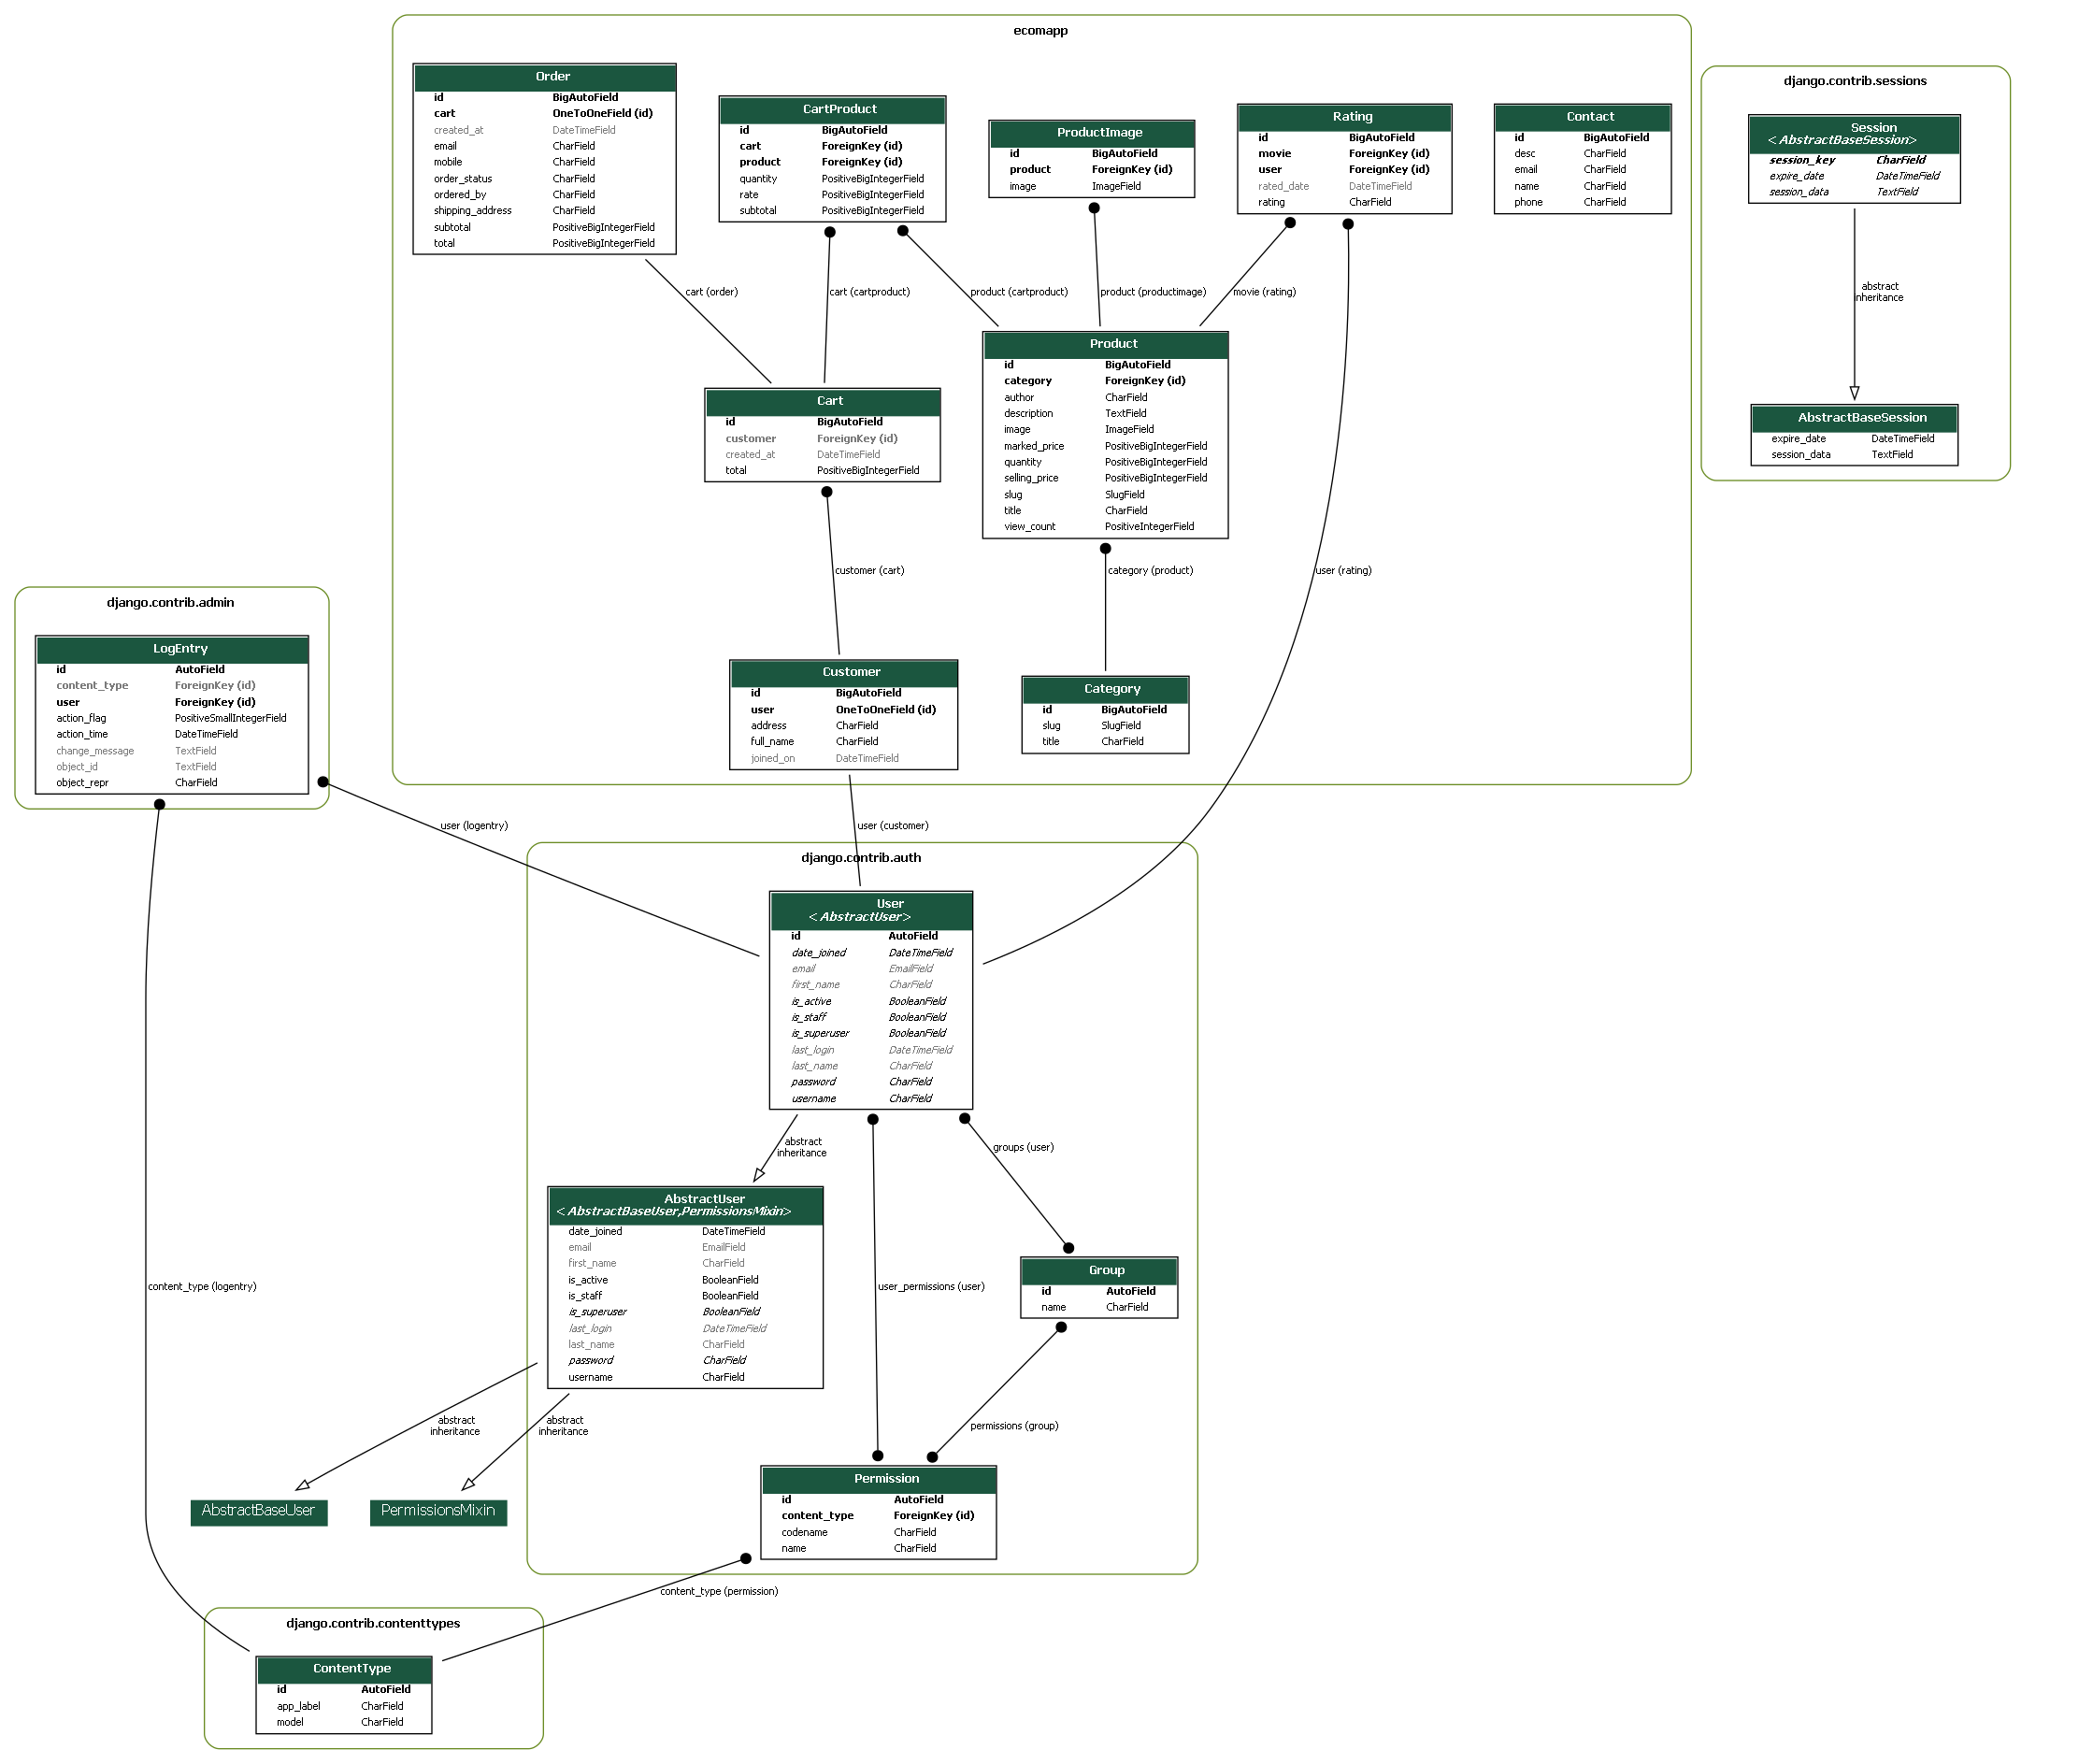 ecomapp
Order
id BigAutoField
cart OneToOneField (id)
created_at DateTimeField
email CharField
mobile CharField
order_status CharField
ordered_by CharField
shipping_address CharField
subtotal PositiveBigIntegerField
total PositiveBigIntegerField
CartProduct
id BigAutoField
cart ForeignKey (id)
product ForeignKey (id)
quantity PositiveBigIntegerField
rate PositiveBigIntegerField
subtotal PositiveBigIntegerField
ProductImage
id BigAutoField
product ForeignKey (id)
image ImageField
Rating
id BigAutoField
movie ForeignKey (id)
user ForeignKey (id)
rated_date DateTimeField
rating CharField
Contact
id BigAutoField
desc CharField
email CharField
name CharField
phone CharField
django.contrib.sessions
Session
<AbstractBaseSession>
session_key CharField
expire_date DateTimeField
session_data TextField
cart (order)
cart (cartproduct)
product (cartproduct)
product (productimage)
movie (rating)
abstract
inheritance
Product
id BigAutoField
category ForeignKey (id)
author CharField
description TextField
image ImageField
marked_price PositiveBigIntegerField
quantity PositiveBigIntegerField
selling_price PositiveBigIntegerField
slug SlugField
title CharField
view_count PositiveIntegerField
Cart
id BigAutoField
customer ForeignKey (id)
created_at DateTimeField
total PositiveBigIntegerField
AbstractBaseSession
expire_date DateTimeField
session_data TextField
customer (cart)
category (product)
user (rating)
django.contrib.admin
LogEntry
id AutoField
content_type ForeignKey (id)
user ForeignKey (id)
action_flag PositiveSmallIntegerField
action_time DateTimeField
change_message TextField
object_id TextField
object_repr CharField
Customer
id BigAutoField
user OneToOneField (id)
address CharField
full_name CharField
joined_on DateTimeField
Category
id BigAutoField
slug SlugField
title CharField
user (logentry)
user (customer)
django.contrib.auth
User
<AbstractUser>
id AutoField
date_joined DateTimeField
email EmailField
first_name CharField
is_active BooleanField
is_staff BooleanField
is_superuser BooleanField
last_login DateTimeField
last_name CharField
password CharField
username CharField
abstract
inheritance
groups (user)
AbstractUser
<AbstractBaseUser,PermissionsMixin>
date_joined DateTimeField
email EmailField
first_name CharField
is_active BooleanField
is_staff BooleanField
is_superuser BooleanField
last_login DateTimeField
last_name CharField
password CharField
username CharField
content_type (logentry)
user_permissions (user)
Group
id AutoField
name CharField
abstract
inheritance
abstract
inheritance
permissions (group)
AbstractBaseUser
PermissionsMixin
Permission
id AutoField
content_type ForeignKey (id)
codename CharField
name CharField
content_type (permission)
django.contrib.contenttypes
ContentType
id AutoField
app_label CharField
model CharField